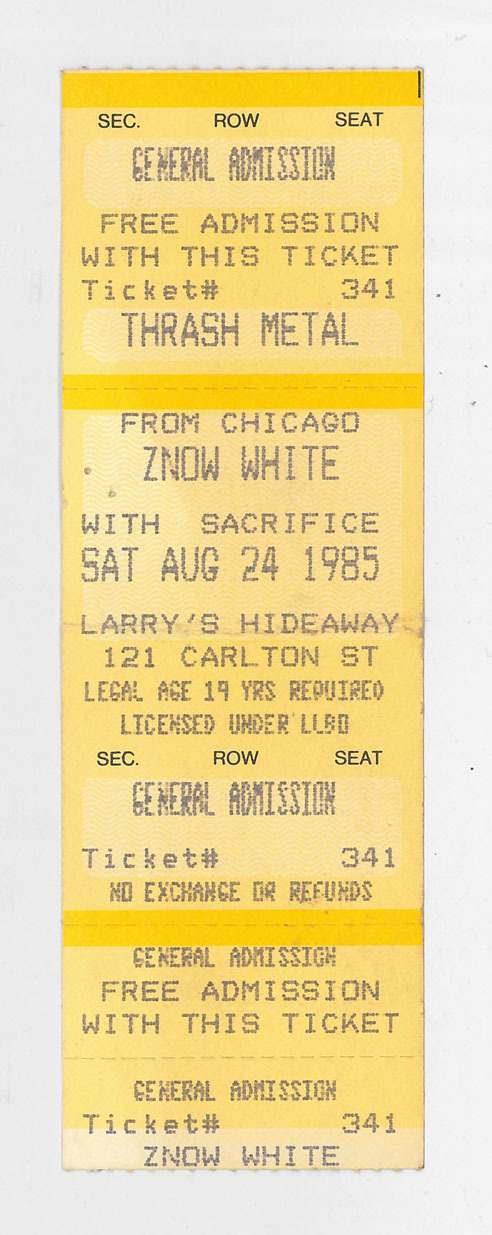 SEC. ROW SEAT
GENERAL ADMISSION
FREE ADMISSION
WITH THIS TICKET
Ticket# 341
THRASH METAL
FROM CHICAGO
ZNOW WHITE
WITH SACRIFICE
SAT AUG 24 1985
LARRY'S HIDEAWAY
121 CARLTON ST
LEGAL AGE 19 YRS REQUIRED
LICENSED UNDER LLBO
SEC. ROW SEAT
GENERAL ADMISSION
Ticket# 341
NO EXCHANGE OR REFUNDS
GENERAL ADMISSION
FREE ADMISSION
WITH THIS TICKET
GENERAL ADMISSION
Ticket# 341
ZNOW WHITE